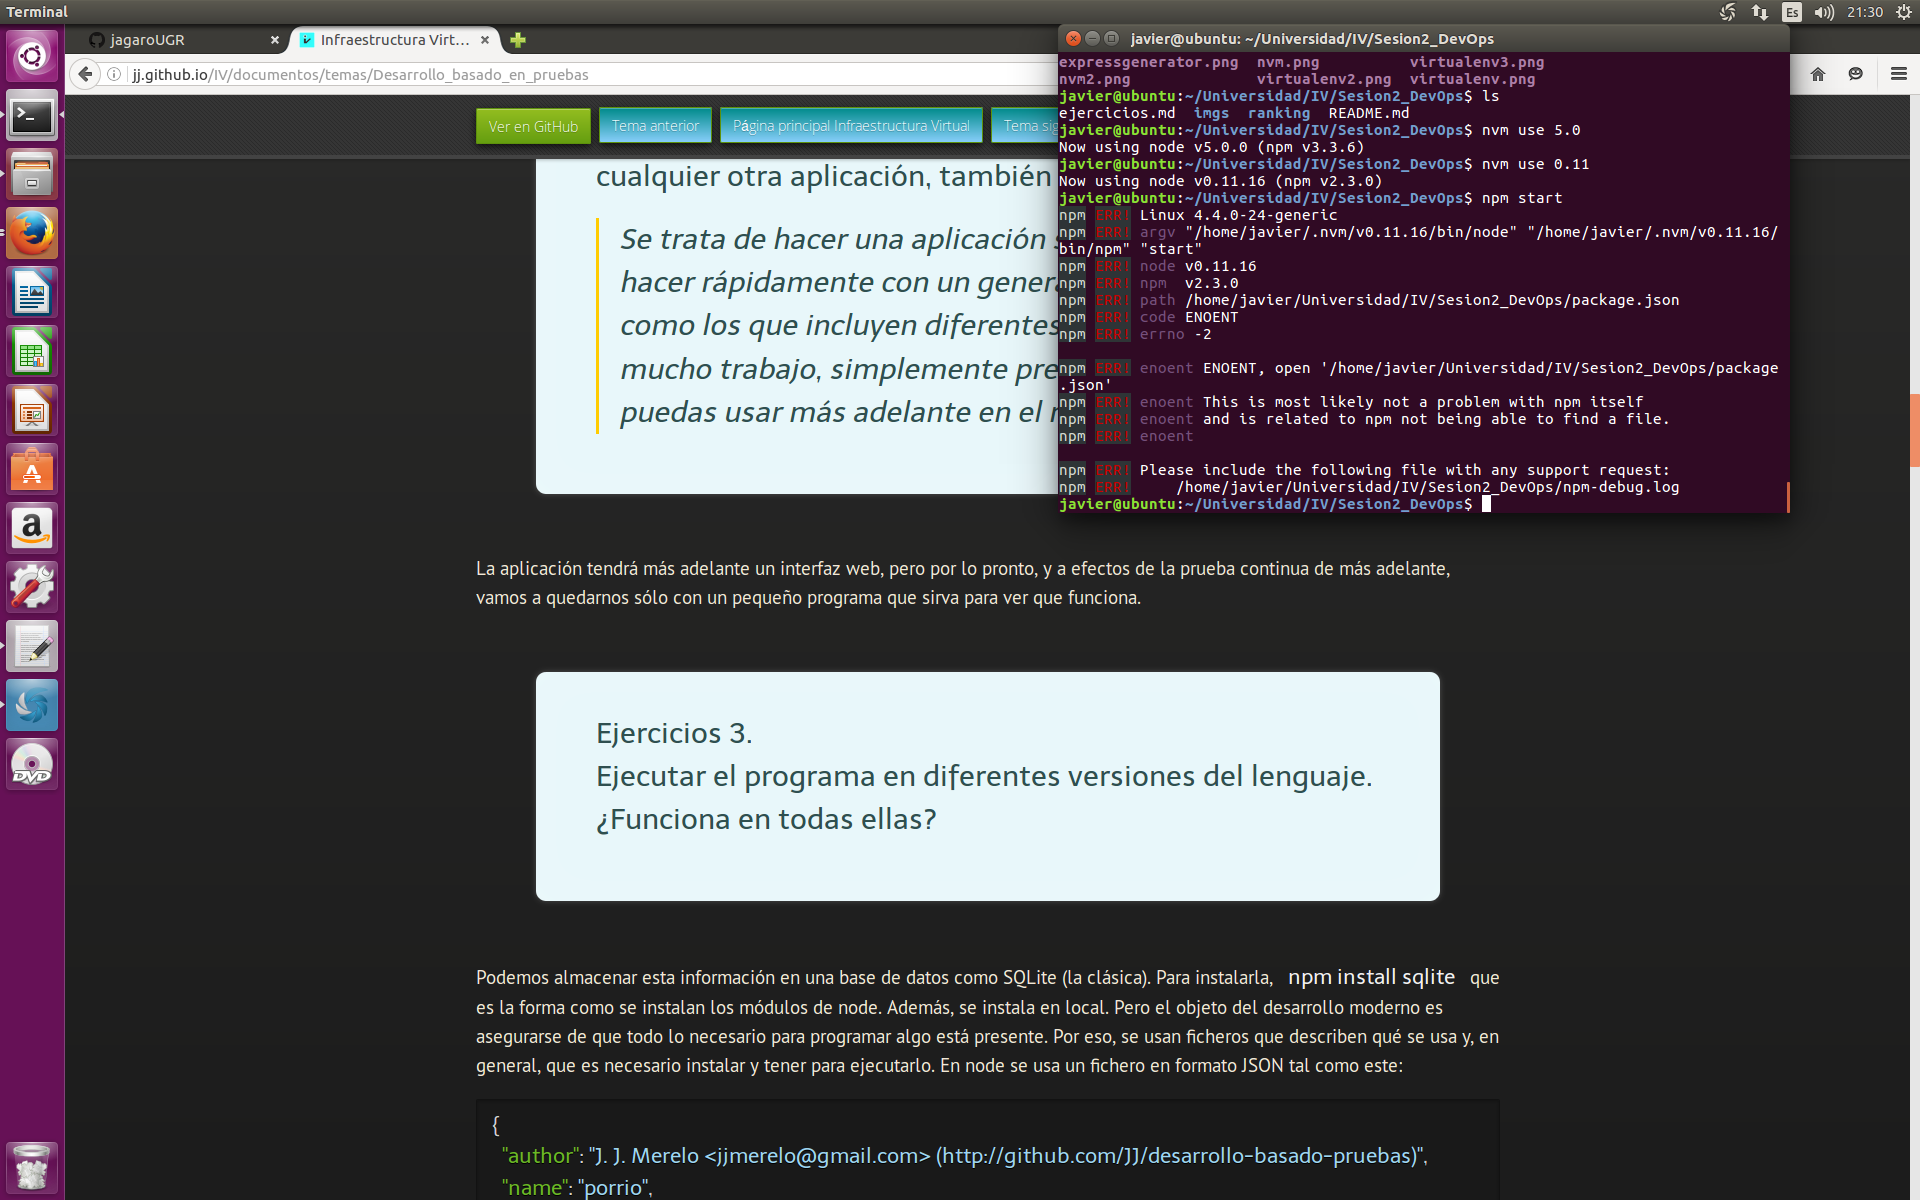 Terminal
Es
21:30
jagaroUGR
Infraestructura Virt...
jj.github.io/IV/documentos/temas/Desarrollo_basado_en_pruebas
Ver en GitHub
Tema anterior
Página principal Infraestructura Virtual
Tema sig
cualquier otra aplicación, también
Se trata de hacer una aplicación s
hacer rápidamente con un genera
como los que incluyen diferentes
mucho trabajo, simplemente pre
puedas usar más adelante en el r
javier@ubuntu: ~/Universidad/IV/Sesion2_DevOps
expressgenerator.png nvm.png virtualenv3.png
nvm2.png virtualenv2.png virtualenv.png
javier@ubuntu:~/Universidad/IV/Sesion2_DevOps$ ls
ejercicios.md imgs ranking README.md
javier@ubuntu:~/Universidad/IV/Sesion2_DevOps$ nvm use 5.0
Now using node v5.0.0 (npm v3.3.6)
javier@ubuntu:~/Universidad/IV/Sesion2_DevOps$ nvm use 0.11
Now using node v0.11.16 (npm v2.3.0)
javier@ubuntu:~/Universidad/IV/Sesion2_DevOps$ npm start
npm ERR! Linux 4.4.0-24-generic
npm ERR! argv "/home/javier/.nvm/v0.11.16/bin/node" "/home/javier/.nvm/v0.11.16/
bin/npm" "start"
npm ERR! node v0.11.16
npm ERR! npm v2.3.0
npm ERR! path /home/javier/Universidad/IV/Sesion2_DevOps/package.json
npm ERR! code ENOENT
npm ERR! errno -2
npm ERR! enoent ENOENT, open '/home/javier/Universidad/IV/Sesion2_DevOps/package
.json'
npm ERR! enoent This is most likely not a problem with npm itself
npm ERR! enoent and is related to npm not being able to find a file.
npm ERR! enoent
npm ERR! Please include the following file with any support request:
npm ERR! /home/javier/Universidad/IV/Sesion2_DevOps/npm-debug.log
javier@ubuntu:~/Universidad/IV/Sesion2_DevOps$
La aplicación tendrá más adelante un interfaz web, pero por lo pronto, y a efectos de la prueba continua de más adelante,
vamos a quedarnos sólo con un pequeño programa que sirva para ver que funciona.
Ejercicios 3.
Ejecutar el programa en diferentes versiones del lenguaje.
¿Funciona en todas ellas?
Podemos almacenar esta información en una base de datos como SQLite (la clásica). Para instalarla, npm install sqlite que
es la forma como se instalan los módulos de node. Además, se instala en local. Pero el objeto del desarrollo moderno es
asegurarse de que todo lo necesario para programar algo está presente. Por eso, se usan ficheros que describen qué se usa y, en
general, que es necesario instalar y tener para ejecutarlo. En node se usa un fichero en formato JSON tal como este:
{
"author": "J. J. Merelo <jjmerelo@gmail.com> (http://github.com/JJ/desarrollo-basado-pruebas)",
"name": "porrio",
DVD